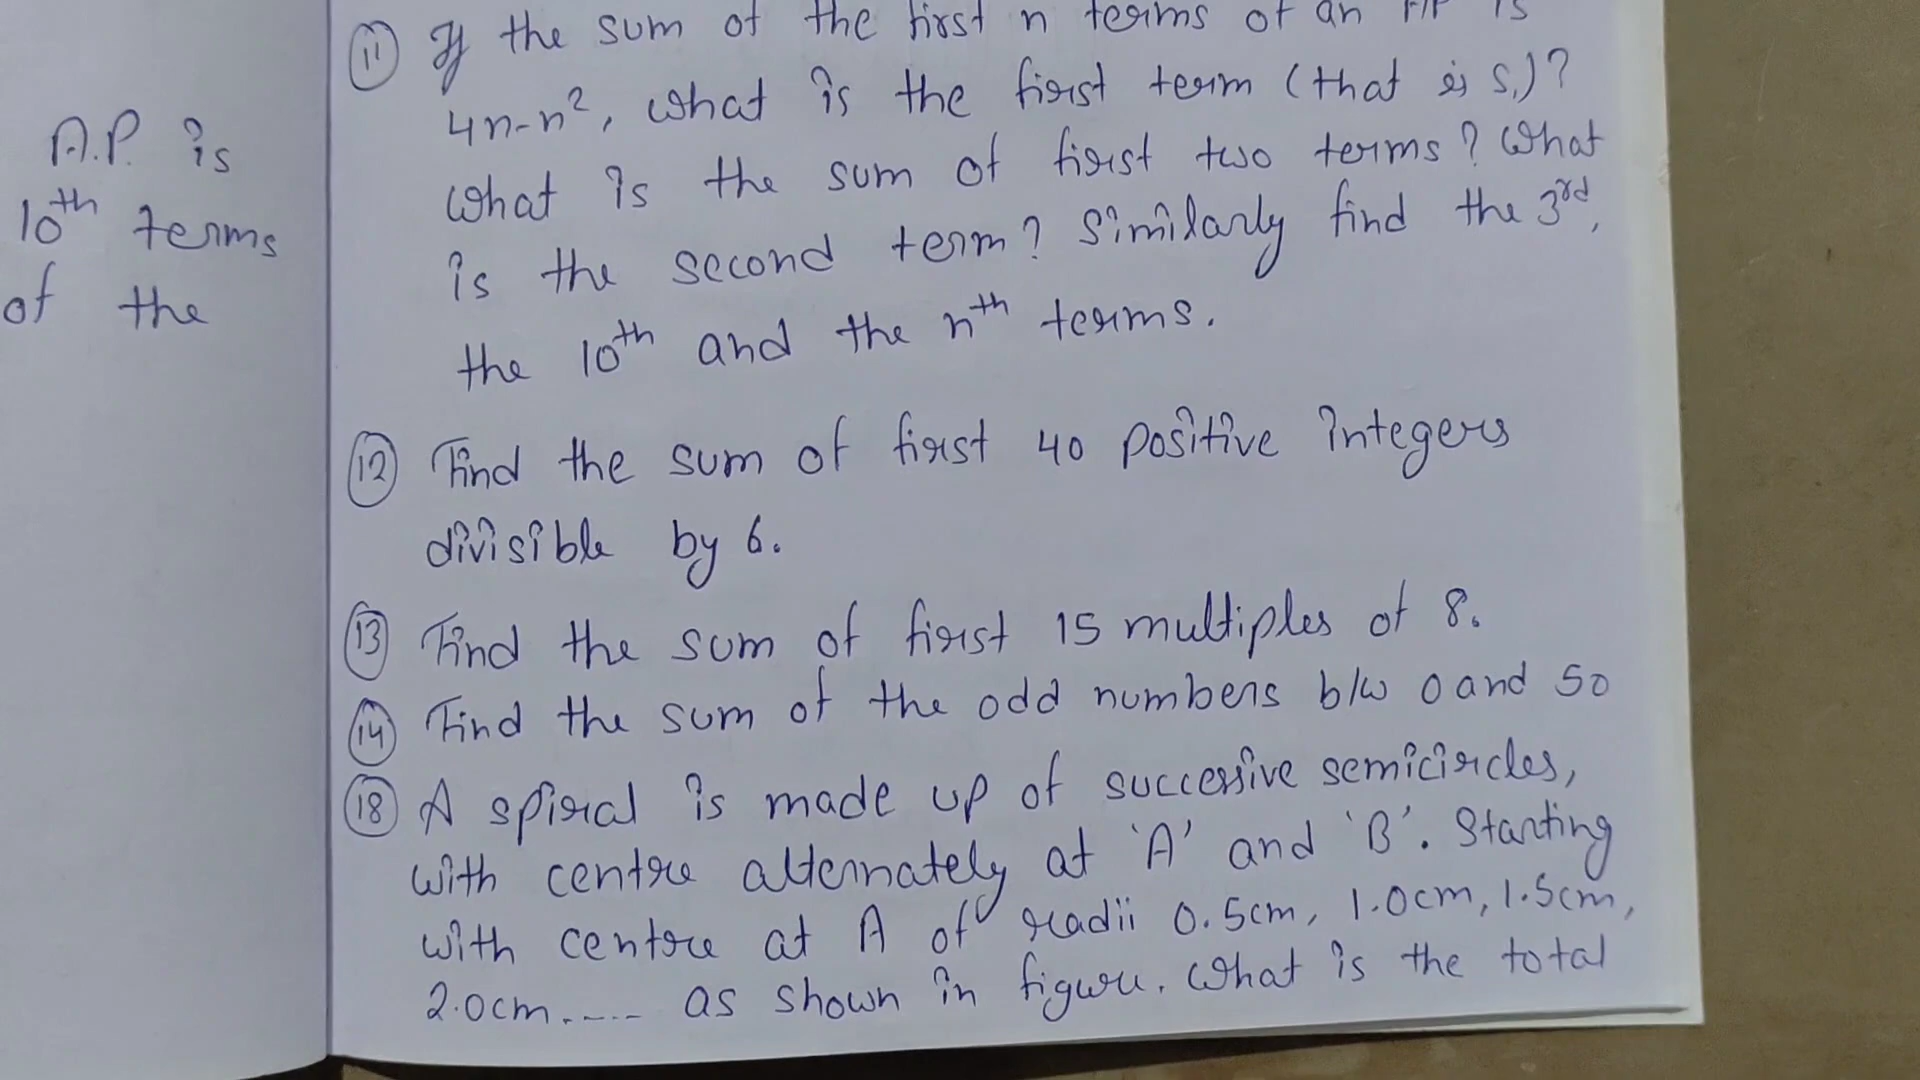 A.P. is
10th terms
of the
11 If the sum of the first n terms of an AP is
4n-n², what is the first term (that is S₁)?
What is the sum of first two terms? What
is the second term? Similarly find the 3rd,
the 10th and the nth terms.
12 Find the sum of first 40 positive integers
divisible by 6.
13 Find the sum of first 15 multiples of 8.
14 Find the sum of the odd numbers b/w 0 and 50
18 A spiral is made up of successive semicircles,
with centre alternately at 'A' and 'B'. Starting
with centre at A of radii 0.5cm, 1.0cm, 1.5cm,
2.0cm..---- as shown in figure. What is the total